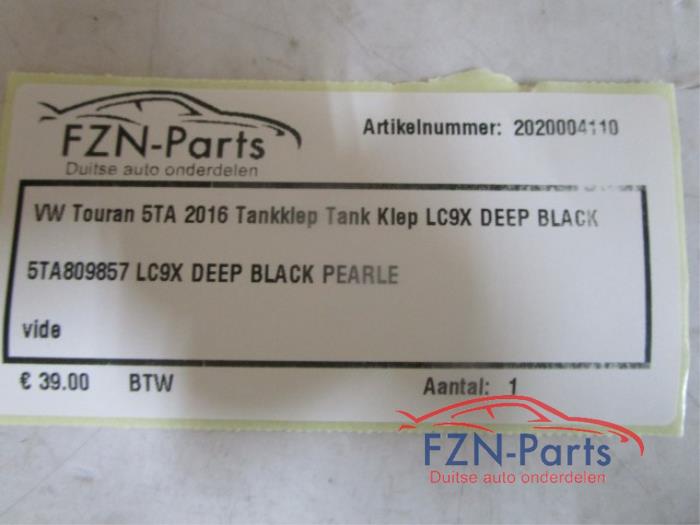 FZN-Parts
Duitse auto onderdelen
Artikelnummer: 2020004110
VW Touran 5TA 2016 Tankklep Tank Klep LC9X DEEP BLACK
5TA809857 LC9X DEEP BLACK PEARLE
vide
€ 39.00 BTW Aantal: 1
FZN-Parts
Duitse auto onderdelen